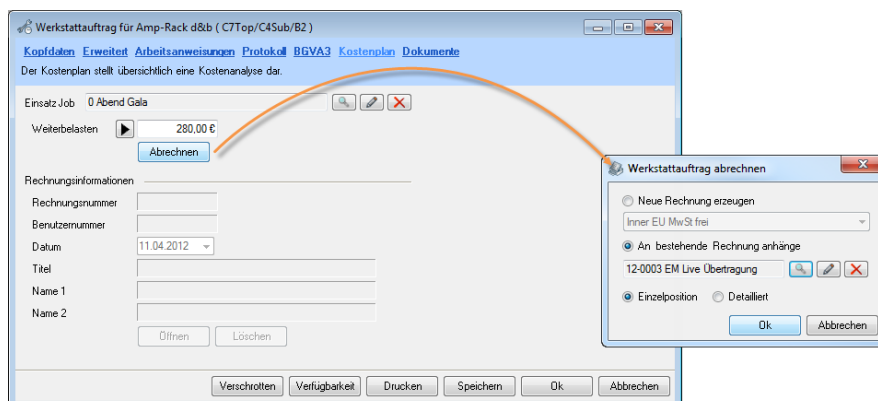 Werkstattauftrag für Amp-Rack d&b ( C7Top/C4Sub/B2 )
Kopfdaten Erweitert Arbeitsanweisungen Protokoll BGVA3 Kostenplan Dokumente
Der Kostenplan stellt übersichtlich eine Kostenanalyse dar.
Einsatz Job 0 Abend Gala
Weiterbelasten 280,00 €
Abrechnen
Rechnungsinformationen
Rechnungsnummer
Benutzernummer
Datum 11.04.2012
Titel
Name 1
Name 2
Öffnen Löschen
Verschrotten Verfügbarkeit Drucken Speichern Ok Abbrechen
Werkstattauftrag abrechnen
Neue Rechnung erzeugen
Inner EU MwSt frei
An bestehende Rechnung anhänge
12-0003 EM Live Übertragung
Einzelposition Detailliert
Ok Abbrechen